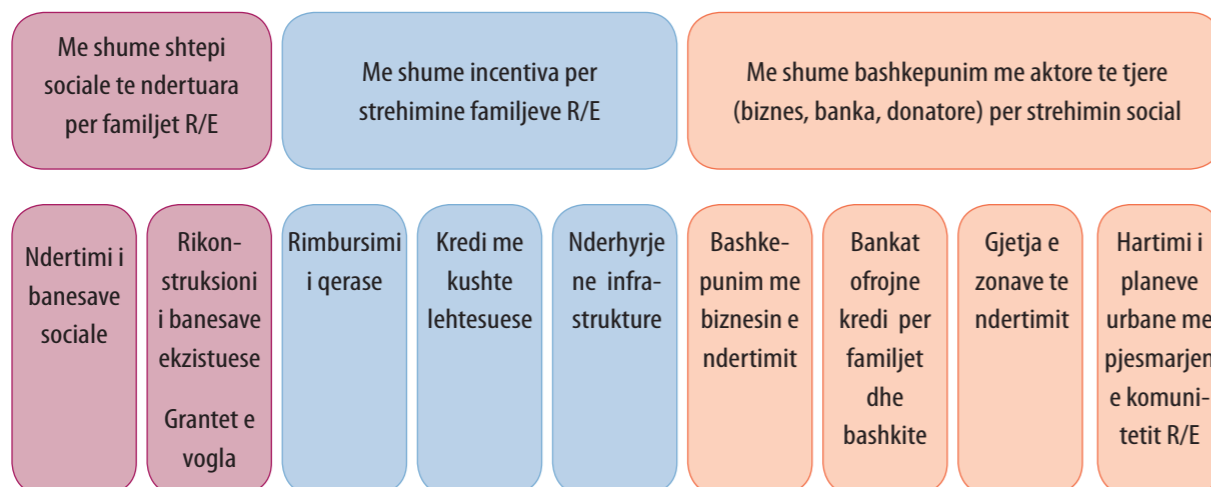 Me shume shtepi
sociale te ndertuara
per familjet R/E
Me shume incentiva per
strehimine familjeve R/E
Me shume bashkepunim me aktore te tjere
(biznes, banka, donatore) per strehimin social
Ndertimi i
banesave
sociale
Rikon-
struksioni
i banesave
ekzistuese
Grantet e
vogla
Rimbursimi
i qerase
Kredi me
kushte
lehtesuese
Nderhyrje
ne infra-
strukture
Bashke-
punim me
biznesin e
ndertimit
Bankat
ofrojne
kredi per
familjet
dhe
bashkite
Gjetja e
zonave te
ndertimit
Hartimi i
planeve
urbane me
pjesmarjen
e komuni-
tetit R/E